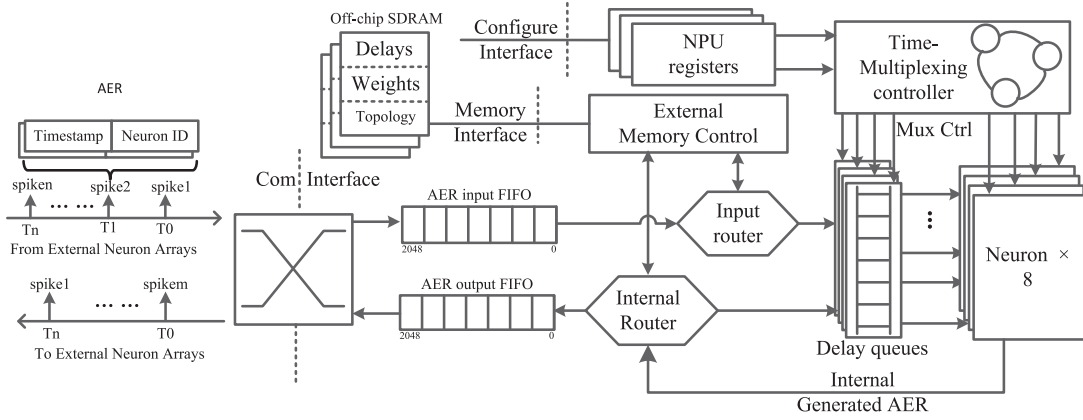 Off-chip SDRAM
Delays
Weights
Topology
Configure
Interface
NPU
registers
Time-
Multiplexing
controller
Mux Ctrl
Memory
Interface
External
Memory Control
AER
Timestamp
Neuron ID
spiken
spike2
spike1
... ...
Tn
T1
T0
From External Neuron Arrays
Com Interface
AER input FIFO
2048
0
Input
router
...
Neuron ×
8
spike1
spikem
... ...
Tn
T0
To External Neuron Arrays
AER output FIFO
2048
0
Internal
Router
Delay queues
Internal
Generated AER